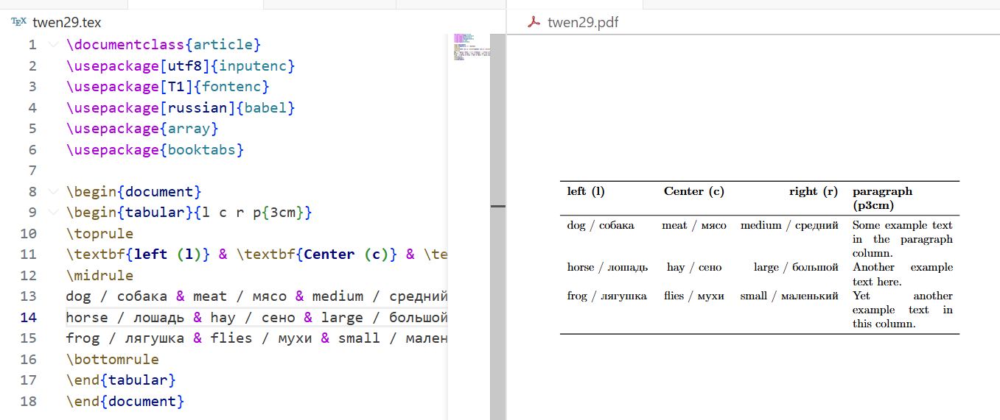 TEX twen29.tex
1 \documentclass{article}
2 \usepackage[utf8]{inputenc}
3 \usepackage[T1]{fontenc}
4 \usepackage[russian]{babel}
5 \usepackage{array}
6 \usepackage{booktabs}
7
8 \begin{document}
9 \begin{tabular}{l c r p{3cm}}
10 \toprule
11 \textbf{left (l)} & \textbf{Center (c)} & \te
12 \midrule
13 dog / собака & meat / мясо & medium / средний
14 horse / лошадь & hay / сено & large / большой
15 frog / лягушка & flies / мухи & small / мален
16 \bottomrule
17 \end{tabular}
18 \end{document}
twen29.pdf
left (l) Center (c) right (r) paragraph
(p3cm)
dog / собака meat / мясо medium / средний Some example text
in the paragraph
column.
horse / лошадь hay / сено large / большой Another example
text here.
frog / лягушка flies / мухи small / маленький Yet another
example text in
this column.